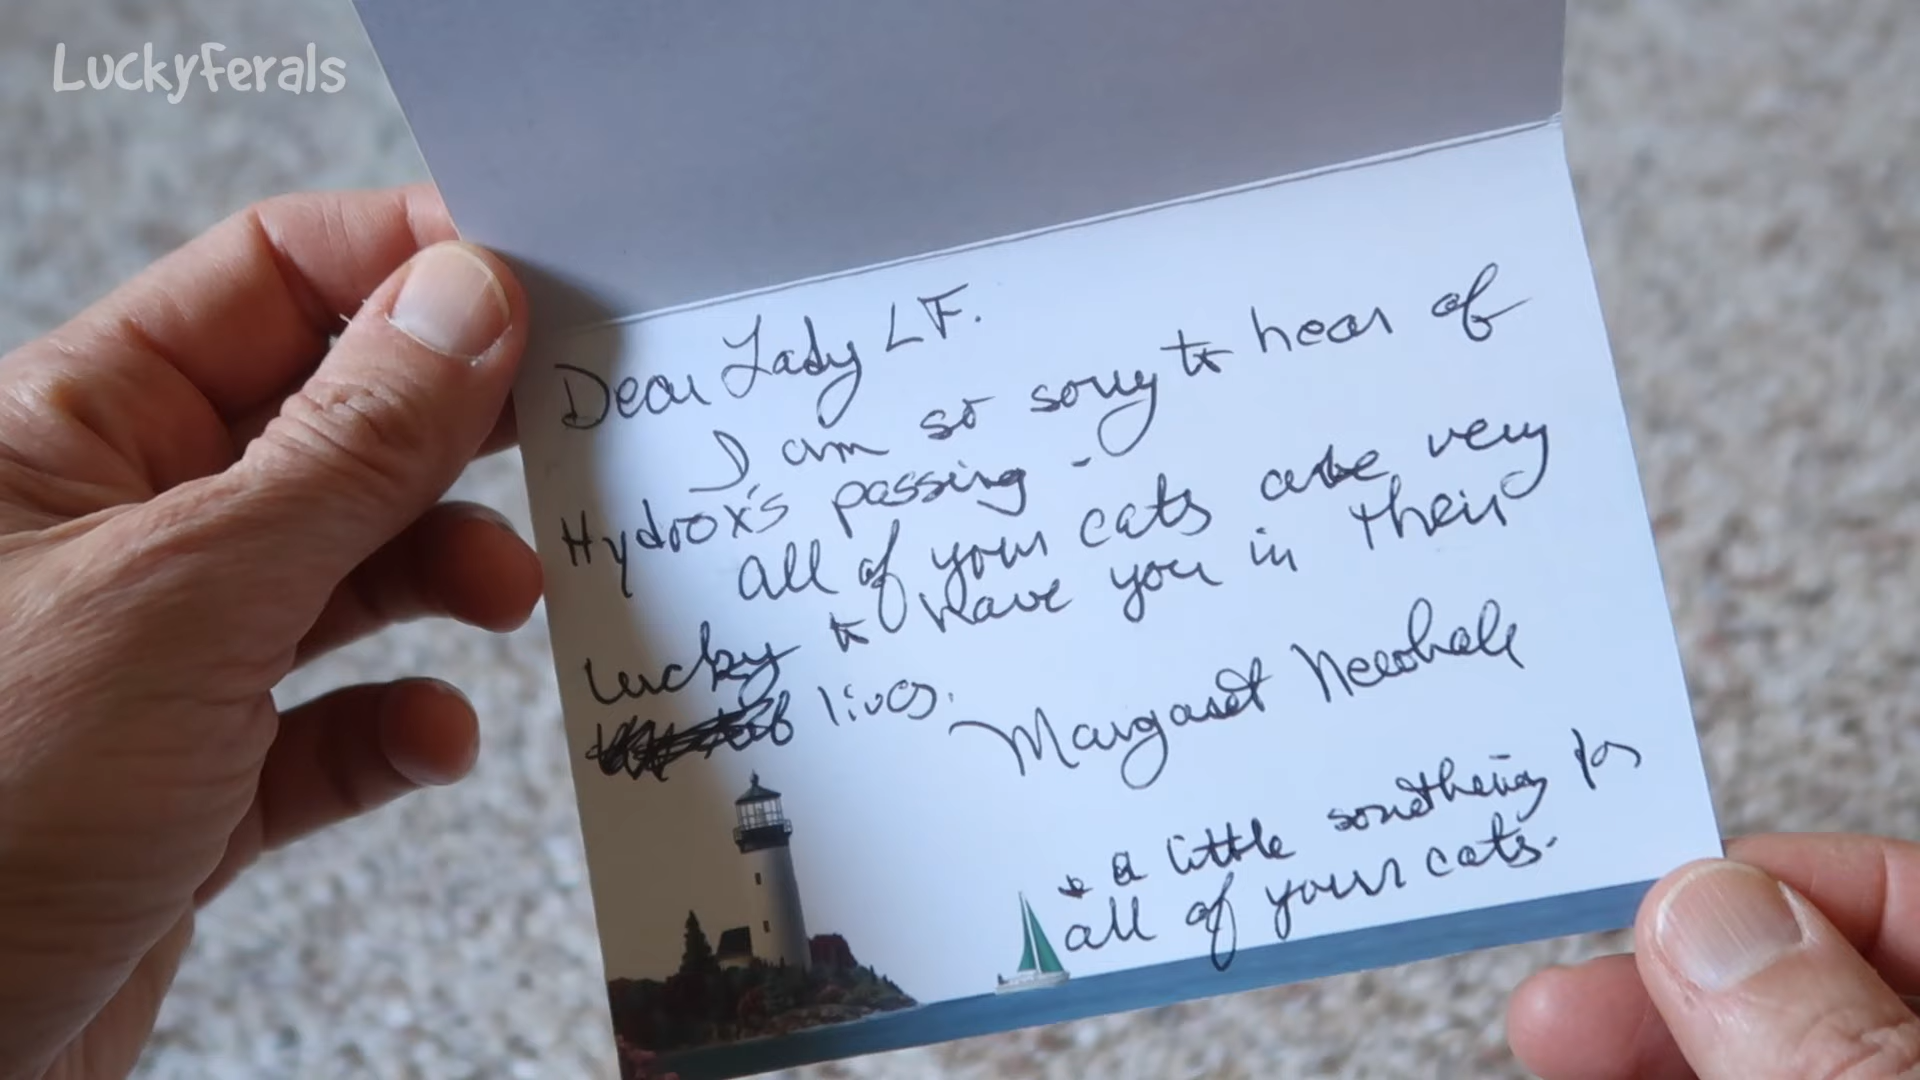 Luckyferals
Dear Lady LF.
I am so sorry to hear of
Hydrox's passing -
all of your cats are very
lucky to have you in their
lives.
Margaret
* a little something for
all of your cats.